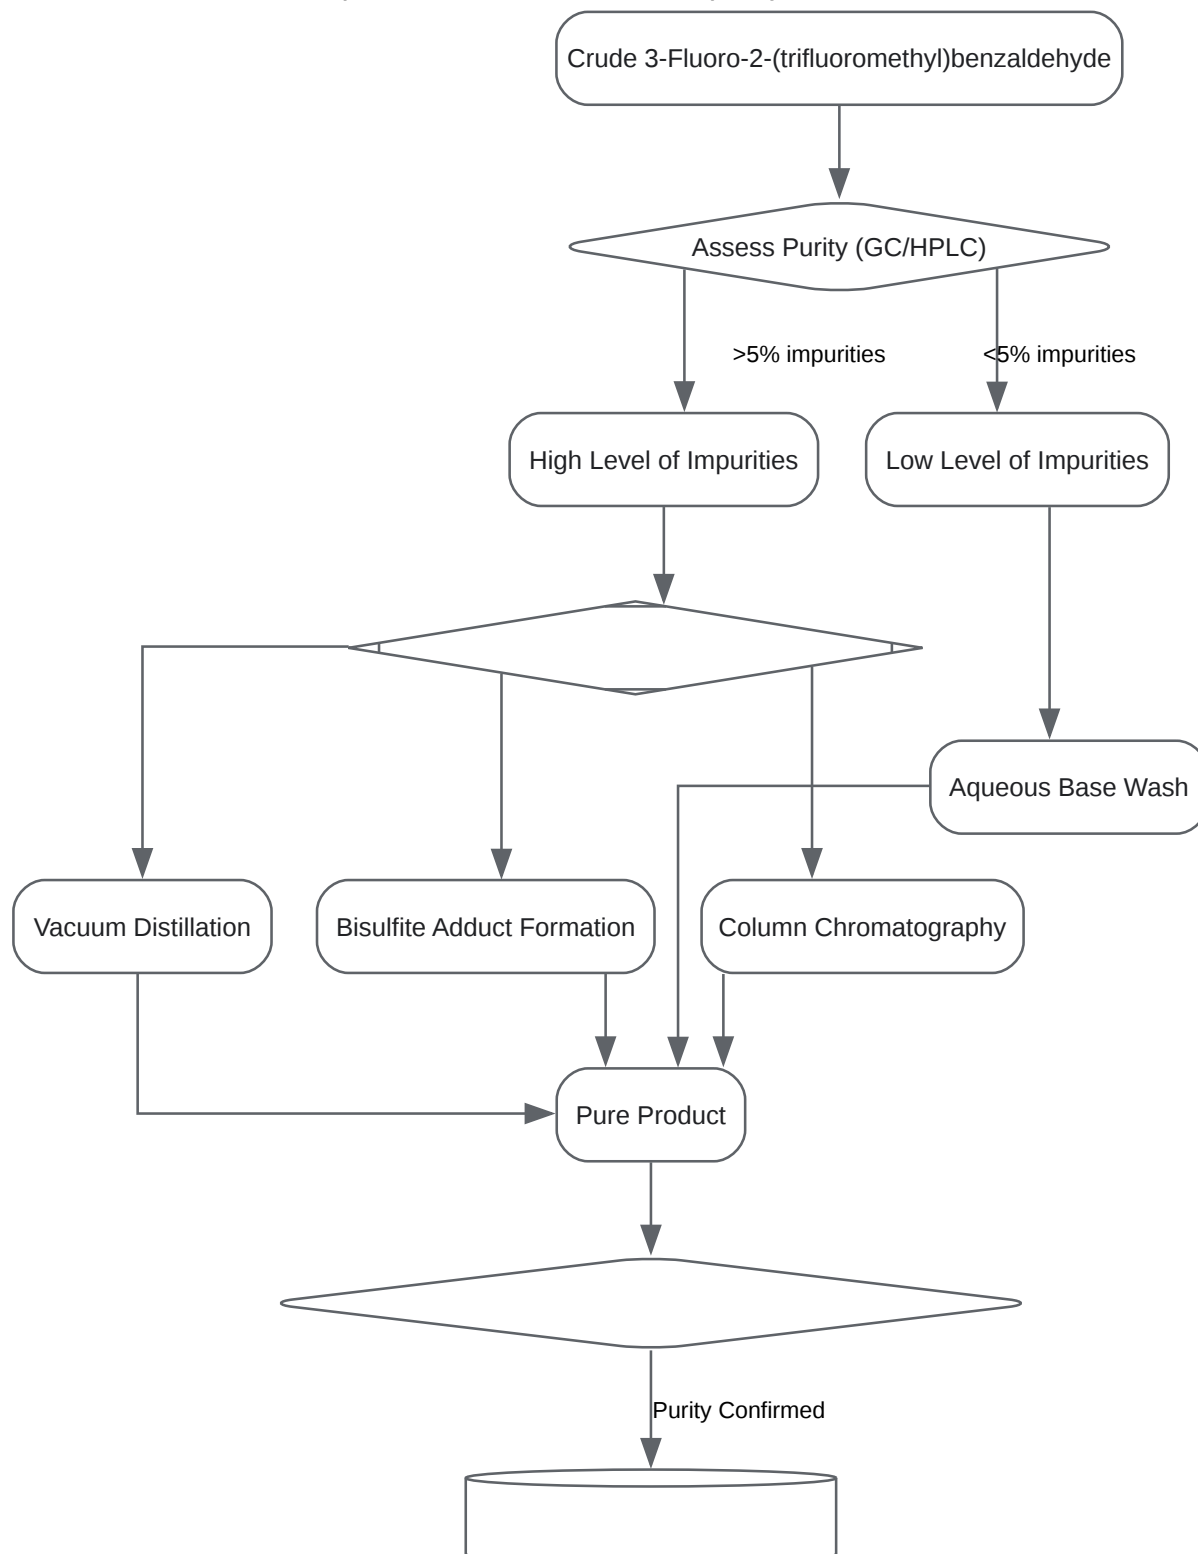 Crude 3-Fluoro-2-(trifluoromethyl)benzaldehyde
Assess Purity (GC/HPLC)
>5% impurities
<5% impurities
High Level of Impurities
Low Level of Impurities
Aqueous Base Wash
Vacuum Distillation
Bisulfite Adduct Formation
Column Chromatography
Pure Product
Purity Confirmed